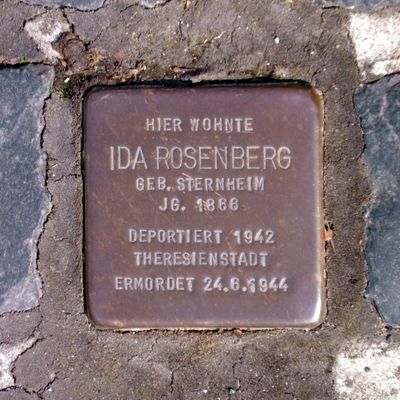 HIER WOHNTE
IDA ROSENBERG
GEB. STERNHEIM
JG. 1866
DEPORTIERT 1942
THERESIENSTADT
ERMORDET 24.6.1944